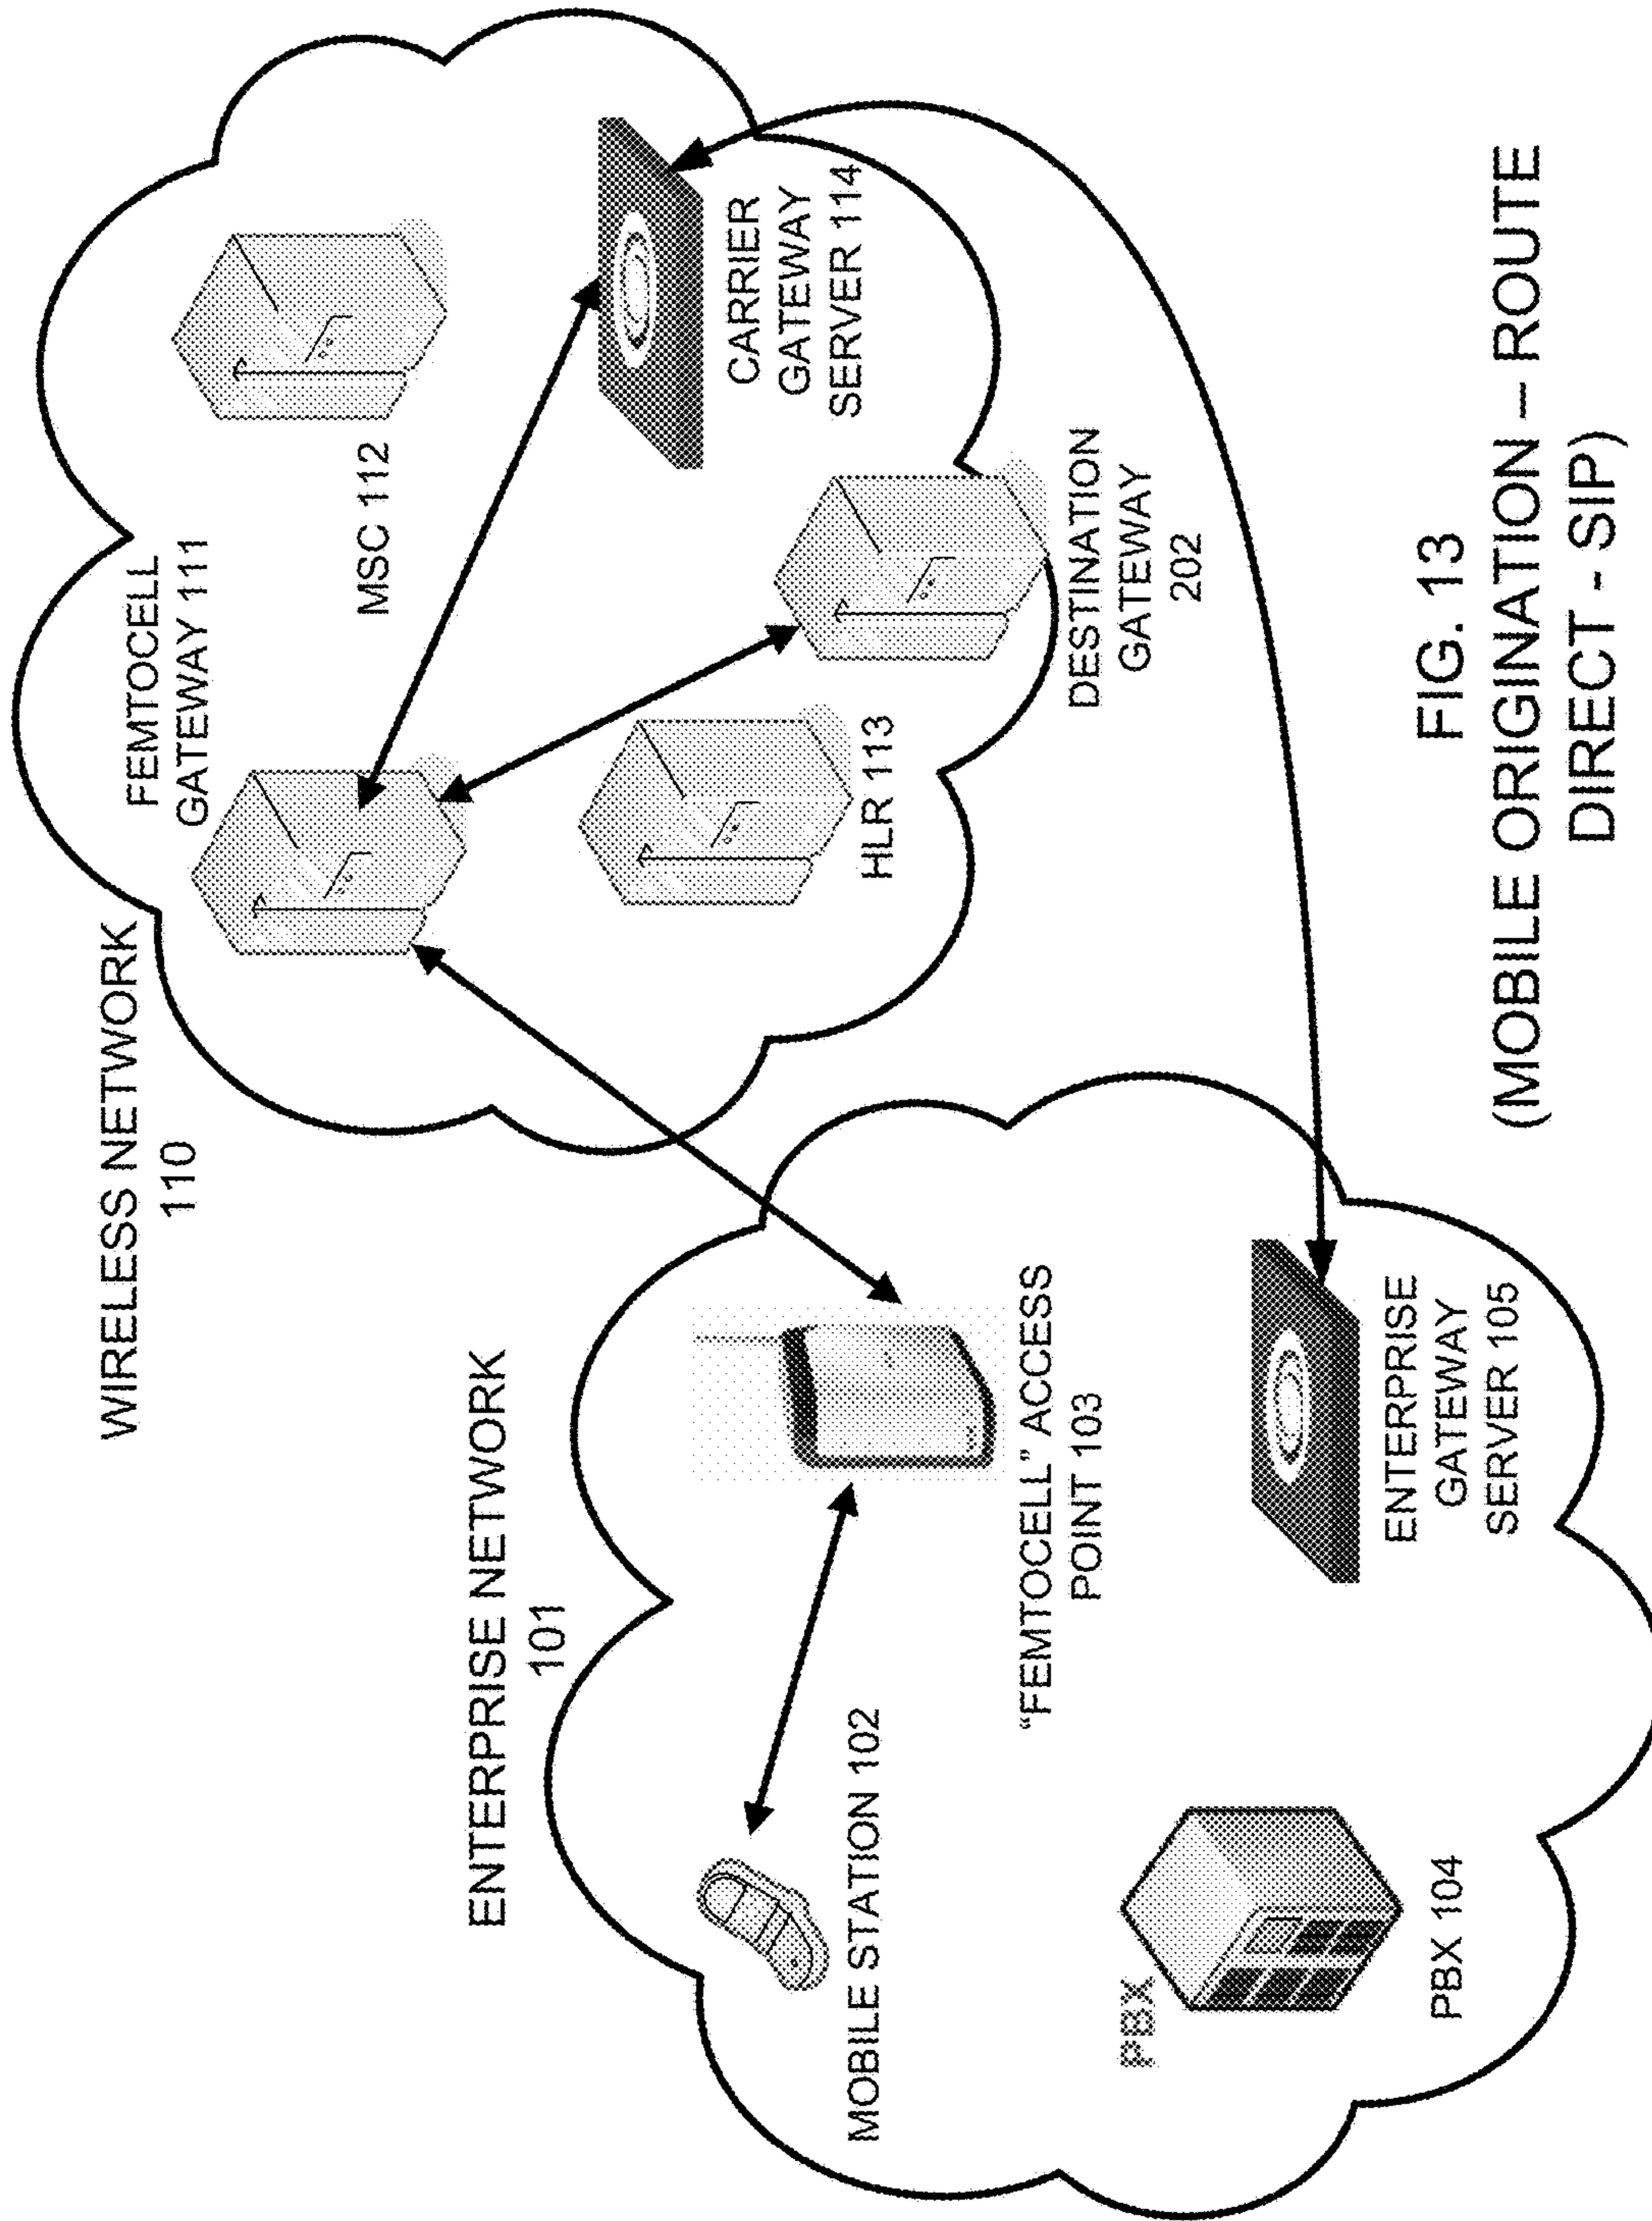 WIRELESS NETWORK
110
FEMTOCELL
GATEWAY 111
MSC 112
CARRIER
GATEWAY
SERVER 114
HLR 113
DESTINATION
GATEWAY
202
ENTERPRISE NETWORK
101
MOBILE STATION 102
“FEMTOCELL” ACCESS
POINT 103
PBX
PBX 104
ENTERPRISE
GATEWAY
SERVER 105
FIG. 13
(MOBILE ORIGINATION – ROUTE
DIRECT - SIP)